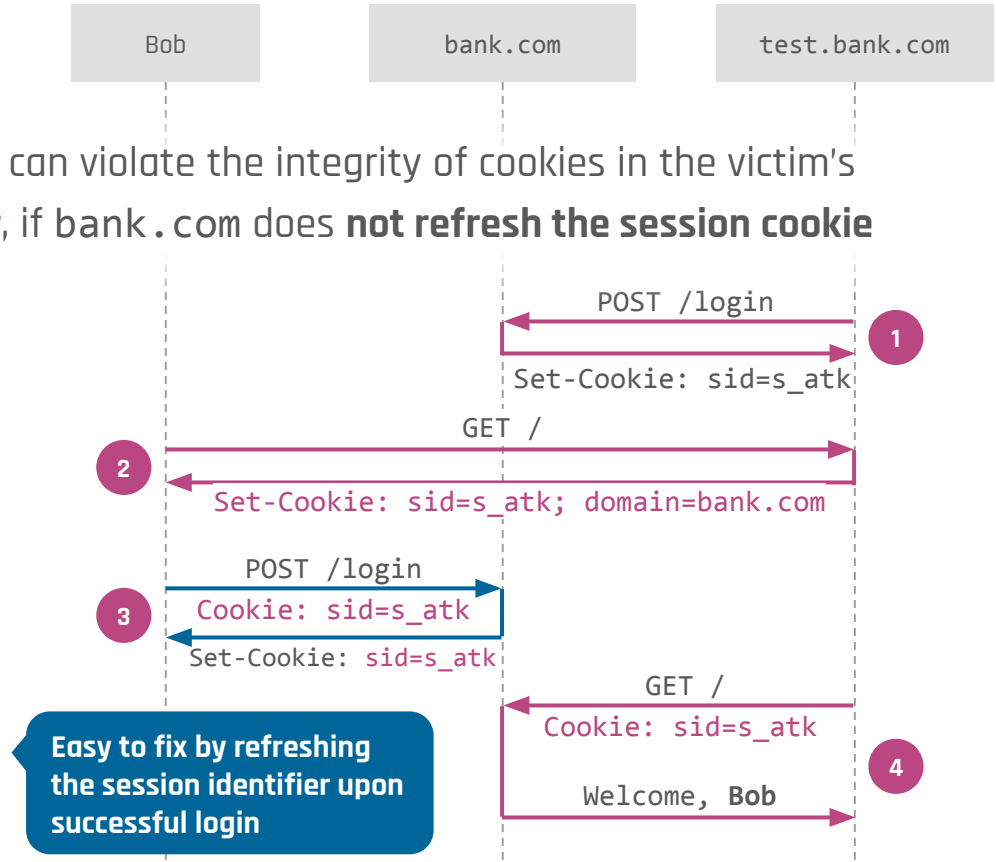 Bob
bank.com
test.bank.com
can violate the integrity of cookies in the victim's
, if bank.com does not refresh the session cookie
POST /login
1
Set-Cookie: sid=s_atk
GET /
2
Set-Cookie: sid=s_atk; domain=bank.com
POST /login
3
Cookie: sid=s_atk
Set-Cookie: sid=s_atk
GET /
Cookie: sid=s_atk
4
Welcome, Bob
Easy to fix by refreshing
the session identifier upon
successful login